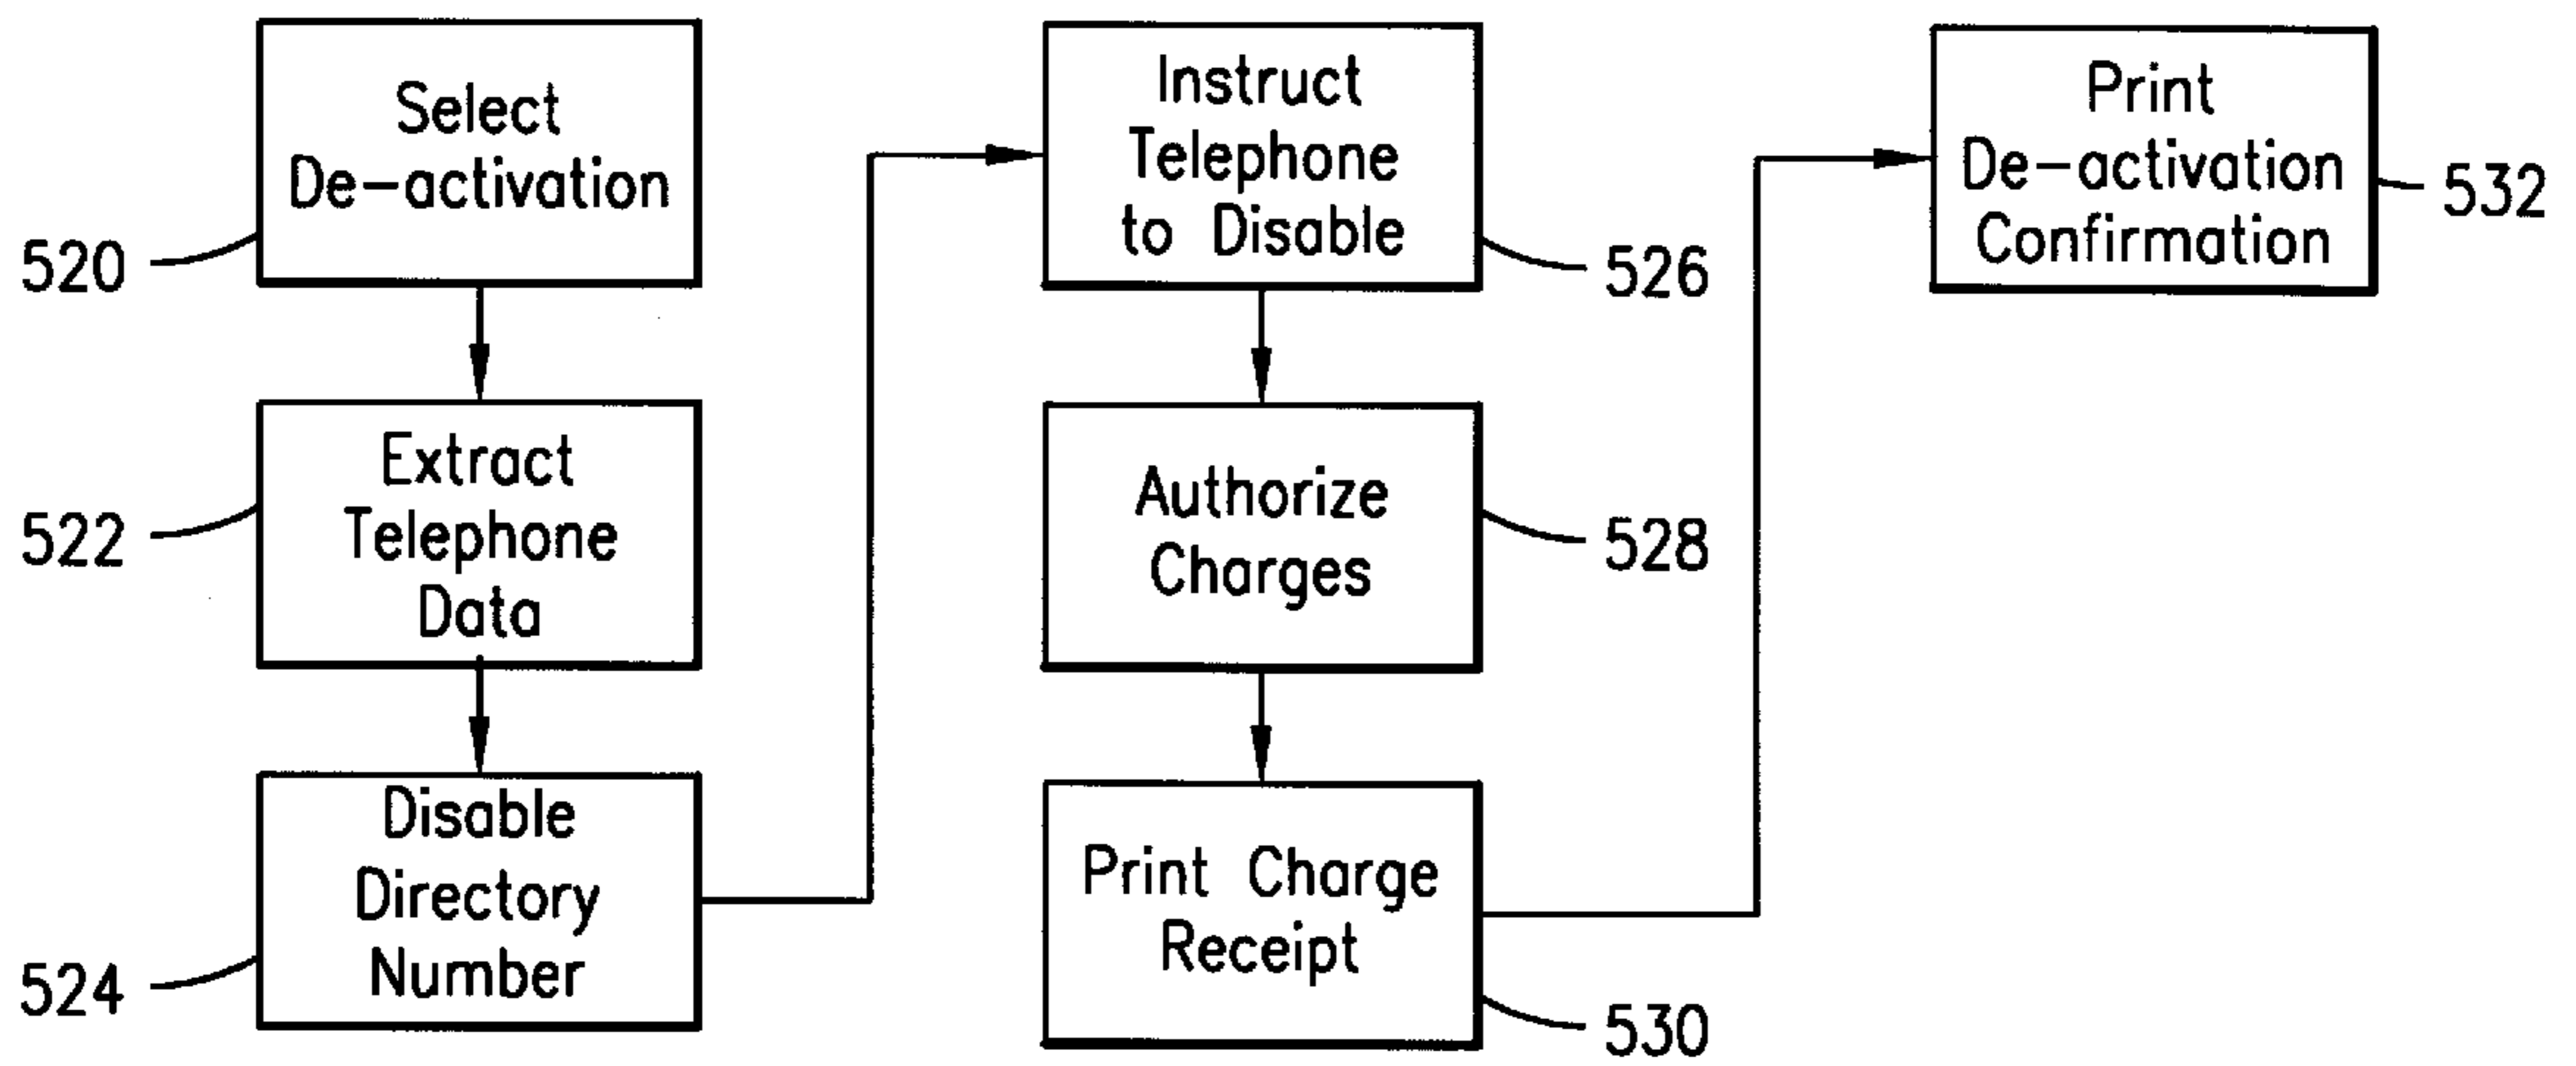 Select
De-activation
520
Extract
Telephone
Data
522
Disable
Directory
Number
524
Instruct
Telephone
to Disable
526
Authorize
Charges
528
Print Charge
Receipt
530
Print
De-activation
Confirmation
532